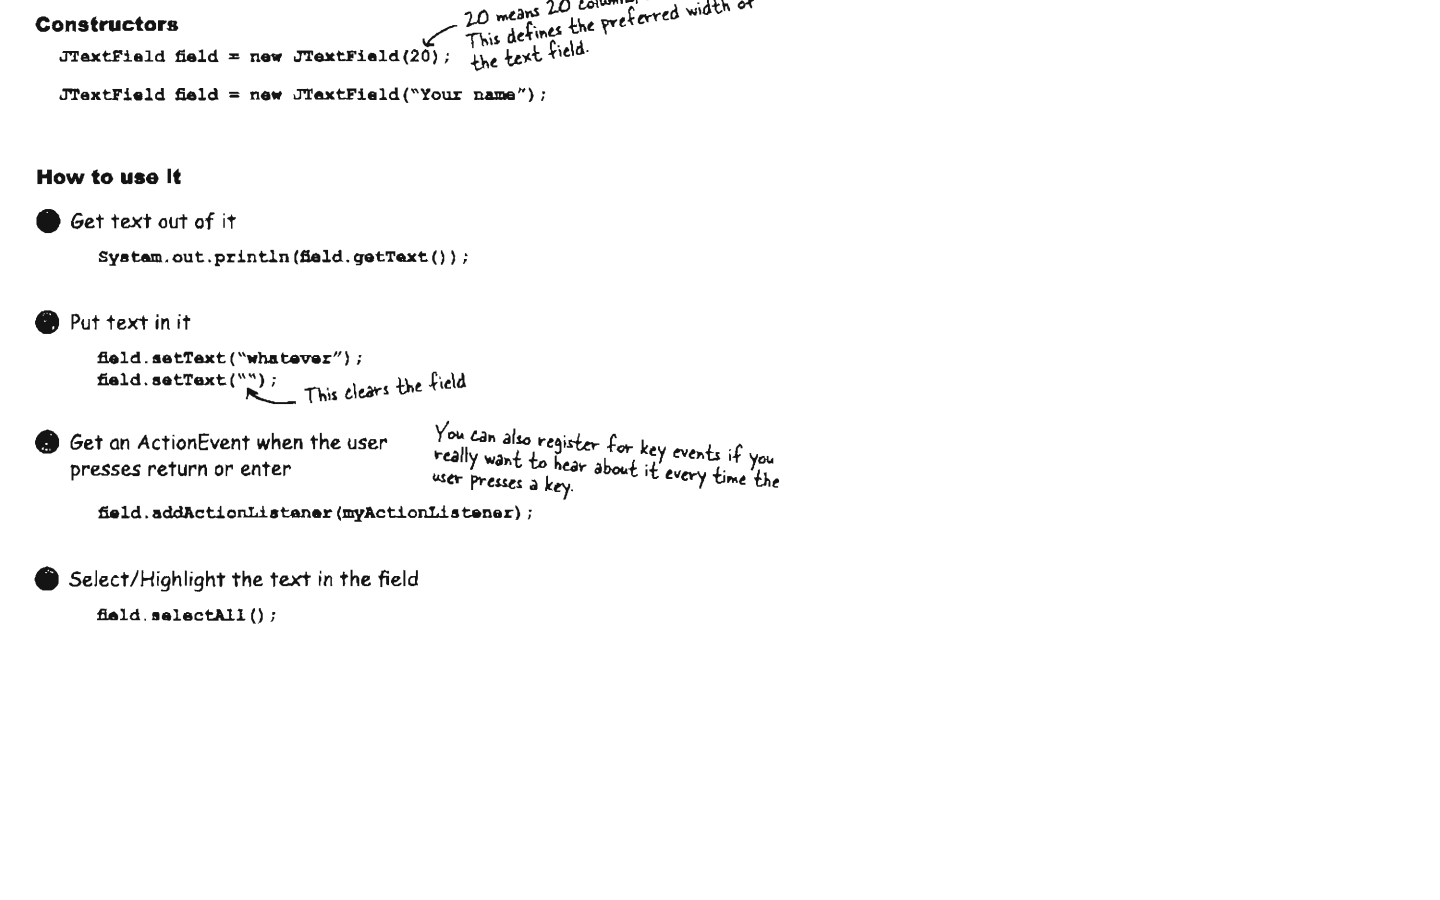 Constructors
20 means 20
This defines the preferred width of
the text field.
JTextField field = new JTextField(20);
JTextField field = new JTextField(“Your name”);
How to use It
Get text out of it
System.out.println(field.getText());
Put text in it
field.setText(“whatever”);
field.setText(““);
This clears the field
Get an ActionEvent when the user
presses return or enter
You can also register for key events if you
really want to hear about it every time the
user presses a key.
field.addActionListener(myActionListener);
Select/Highlight the text in the field
field.selectAll();